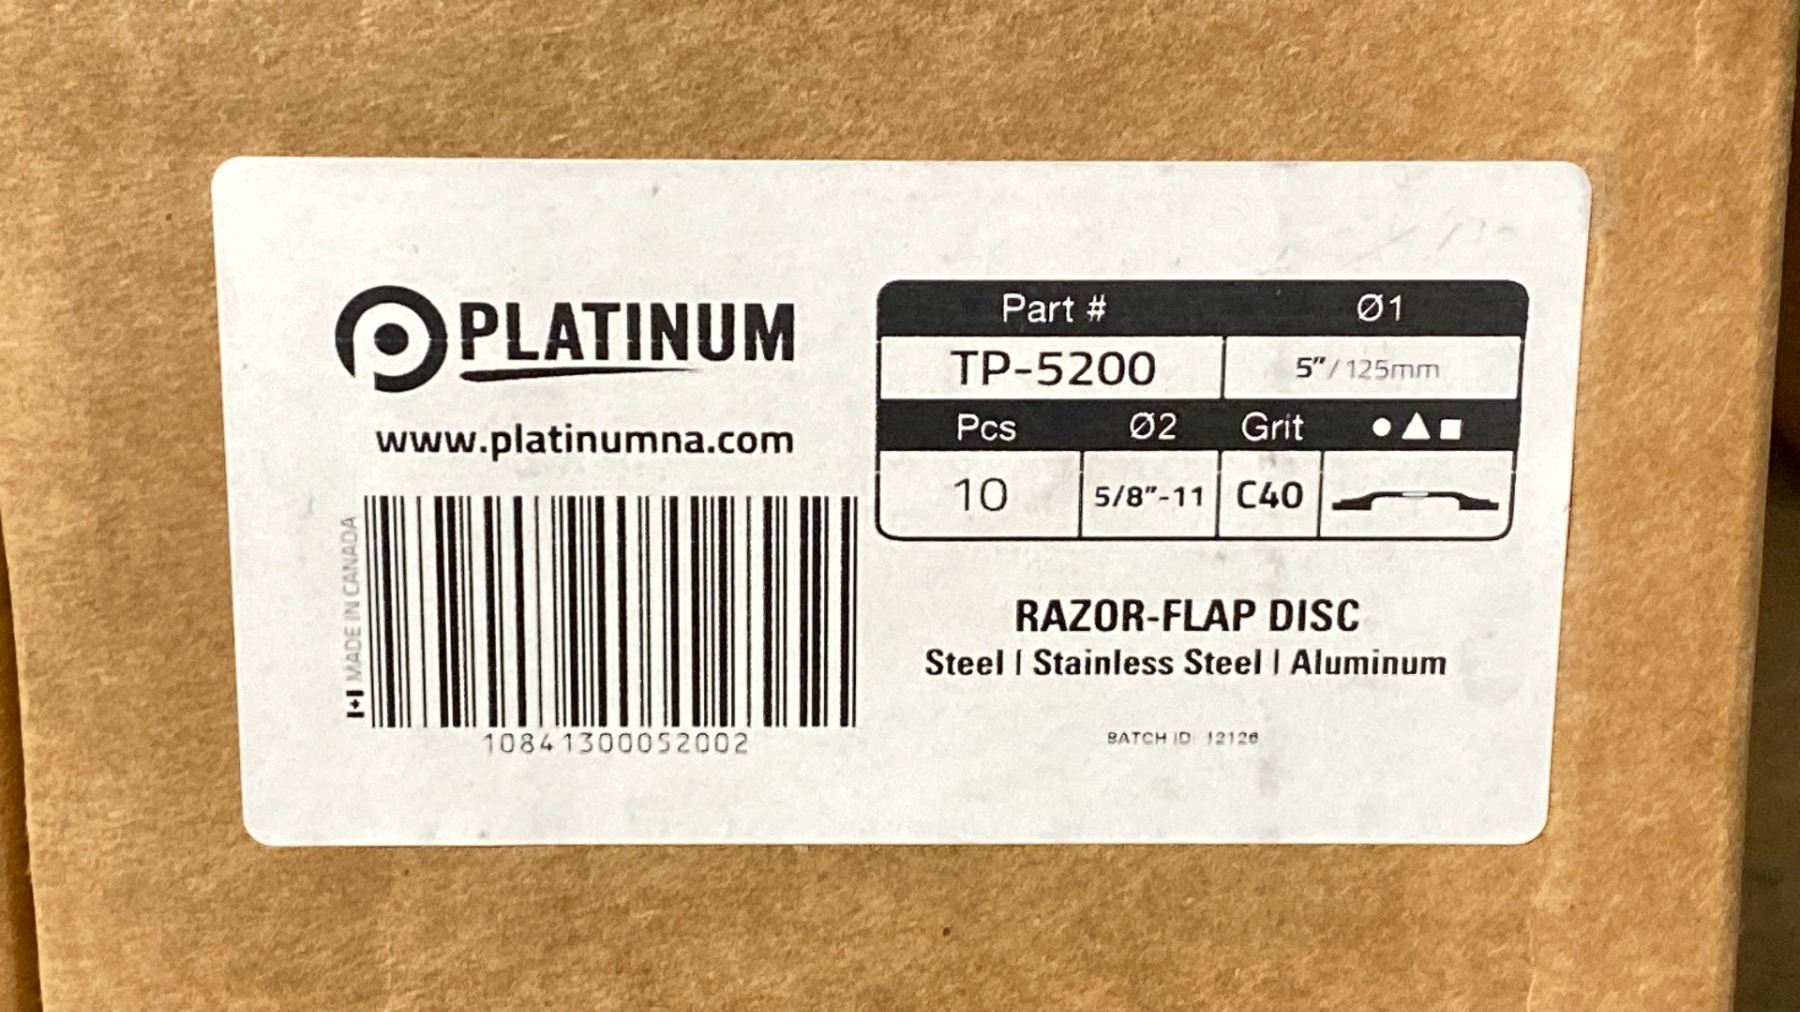 PLATINUM
www.platinumna.com
MADE IN CANADA
10841300052002
Part # Ø1
TP-5200 5"/125mm
Pcs Ø2 Grit
10 5/8"-11 C40
RAZOR-FLAP DISC
Steel | Stainless Steel | Aluminum
BATCH ID: 12126